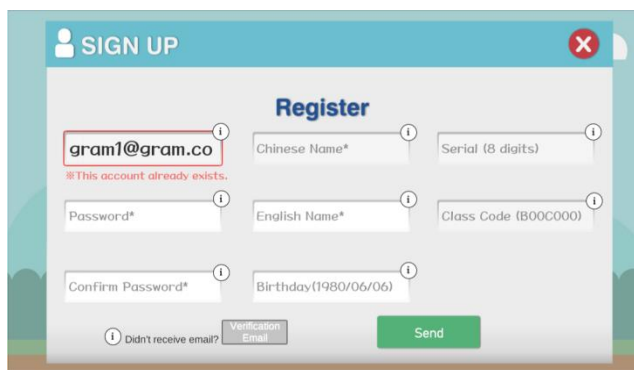 SIGN UP
Register
gram1@gram.co
Chinese Name*
Serial (8 digits)
※This account already exists.
Password*
English Name*
Class Code (B00C000)
Confirm Password*
Birthday(1980/06/06)
Didn't receive email?
Verification
Email
Send